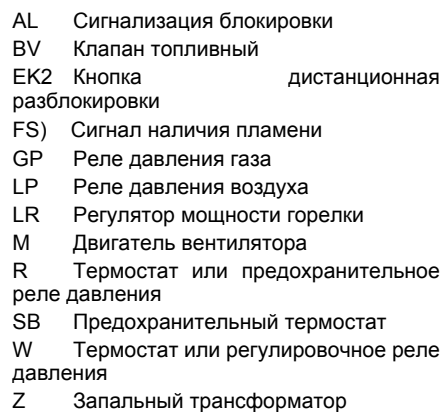 AL Сигнализация блокировки
BV Клапан топливный
EK2 Кнопка дистанционная
разблокировки
FS) Сигнал наличия пламени
GP Реле давления газа
LP Реле давления воздуха
LR Регулятор мощности горелки
M Двигатель вентилятора
R Термостат или предохранительное
реле давления
SB Предохранительный термостат
W Термостат или регулировочное реле
давления
Z Запальный трансформатор